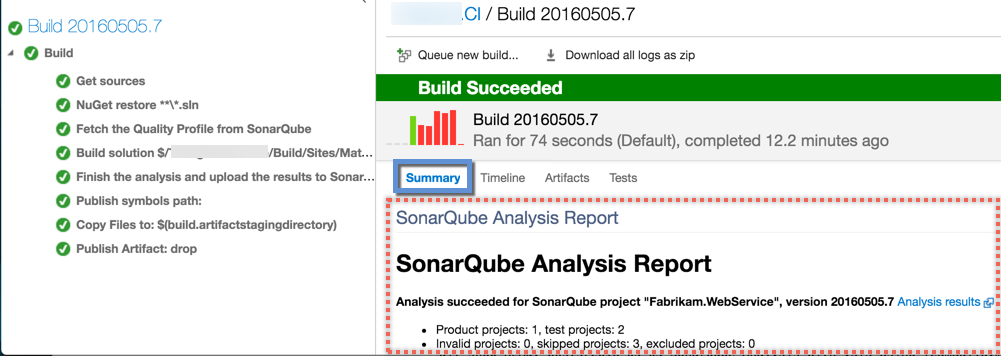 Build 20160505.7
Build
Get sources
NuGet restore **\*.sln
Fetch the Quality Profile from SonarQube
Build solution $/ /Build/Sites/Mat...
Finish the analysis and upload the results to Sonar...
Publish symbols path:
Copy Files to: $(build.artifactstagingdirectory)
Publish Artifact: drop
.CI / Build 20160505.7
Queue new build... Download all logs as zip
Build Succeeded
Build 20160505.7
Ran for 74 seconds (Default), completed 12.2 minutes ago
Summary Timeline Artifacts Tests
SonarQube Analysis Report
SonarQube Analysis Report
Analysis succeeded for SonarQube project "Fabrikam.WebService", version 20160505.7 Analysis results
• Product projects: 1, test projects: 2
• Invalid projects: 0, skipped projects: 3, excluded projects: 0